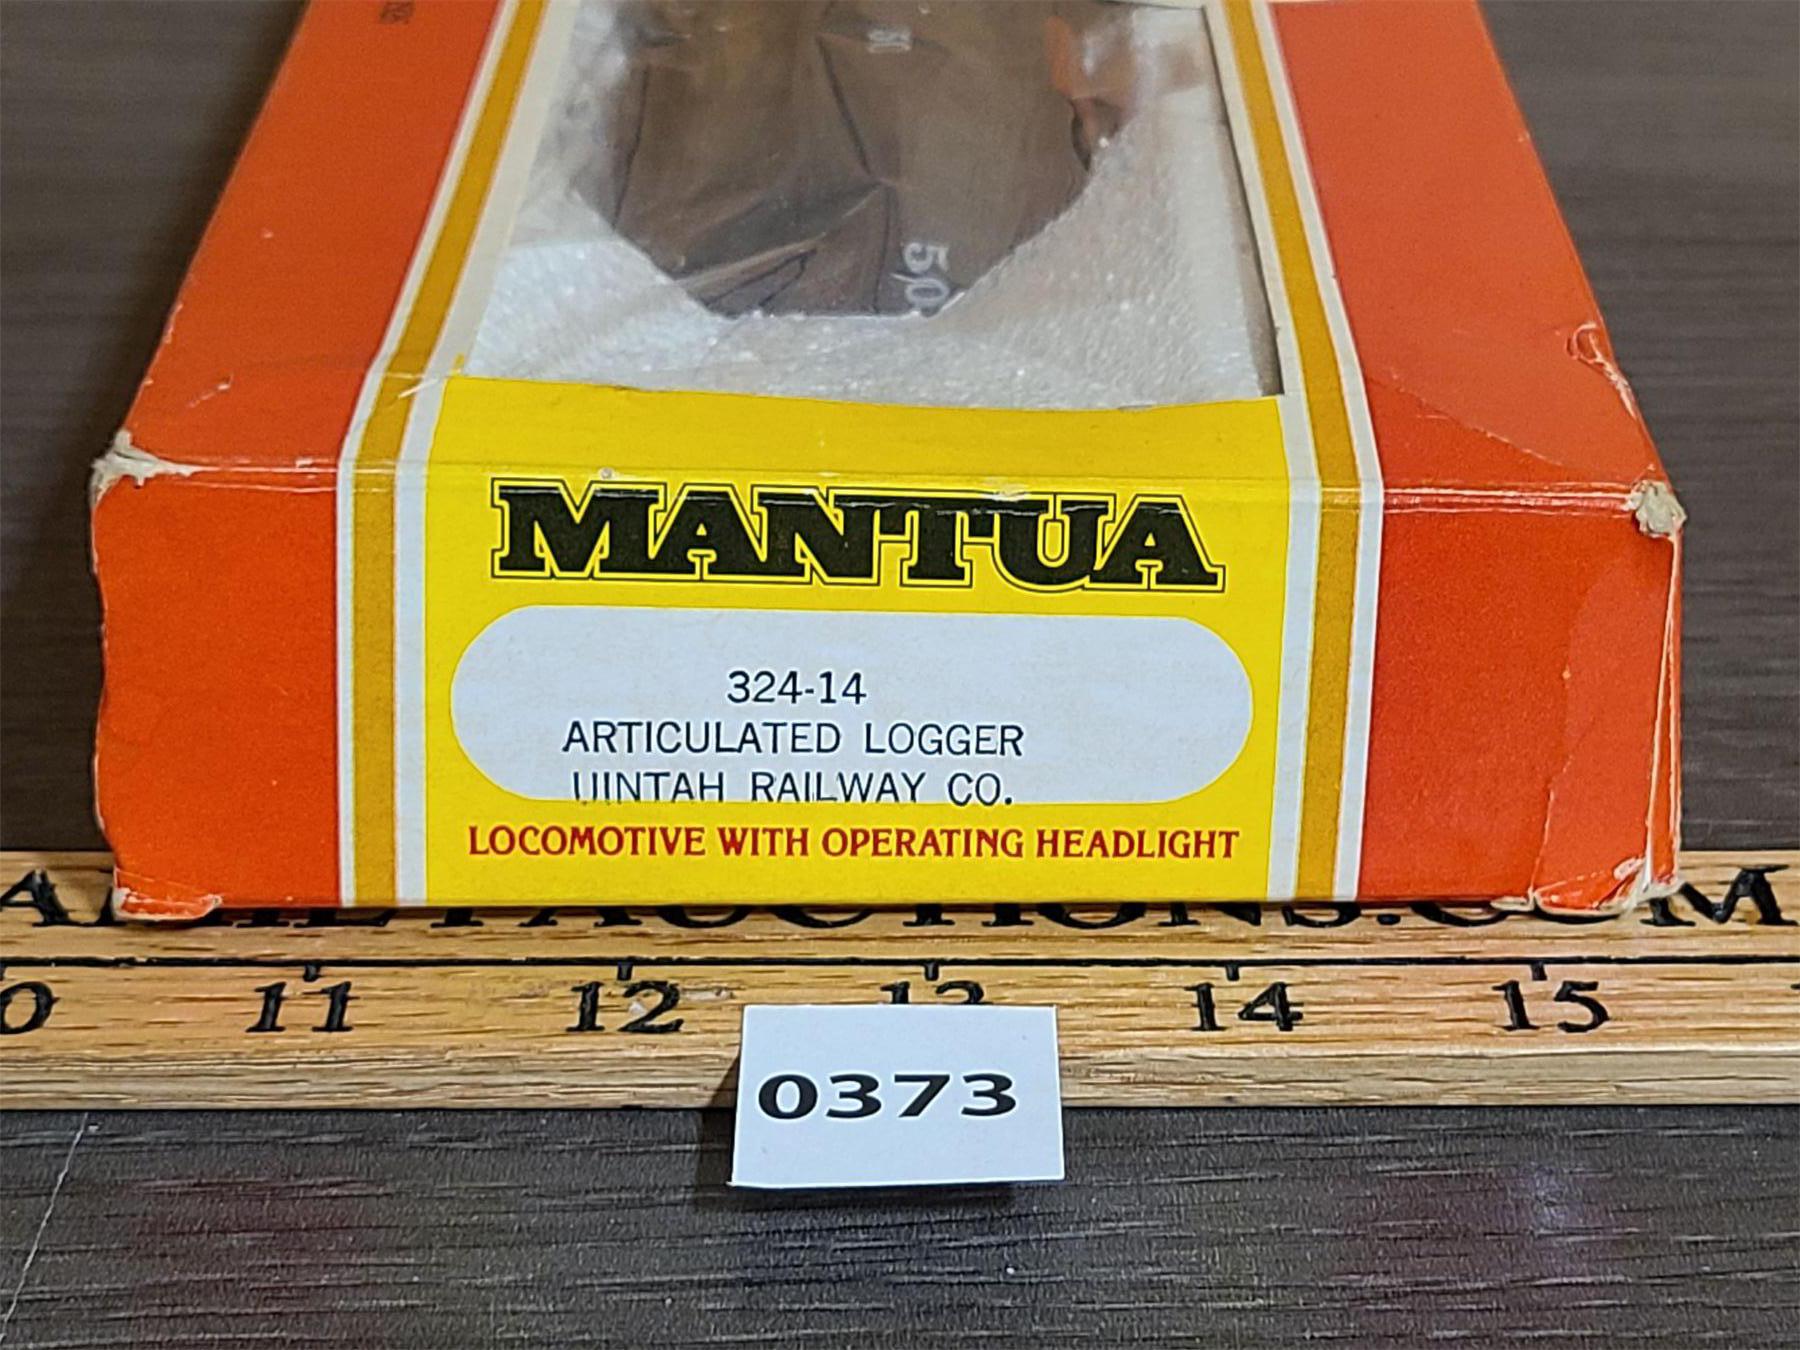 MANTUA
324-14
ARTICULATED LOGGER
UINTAH RAILWAY CO.
LOCOMOTIVE WITH OPERATING HEADLIGHT
11 12 13 14 15
0373